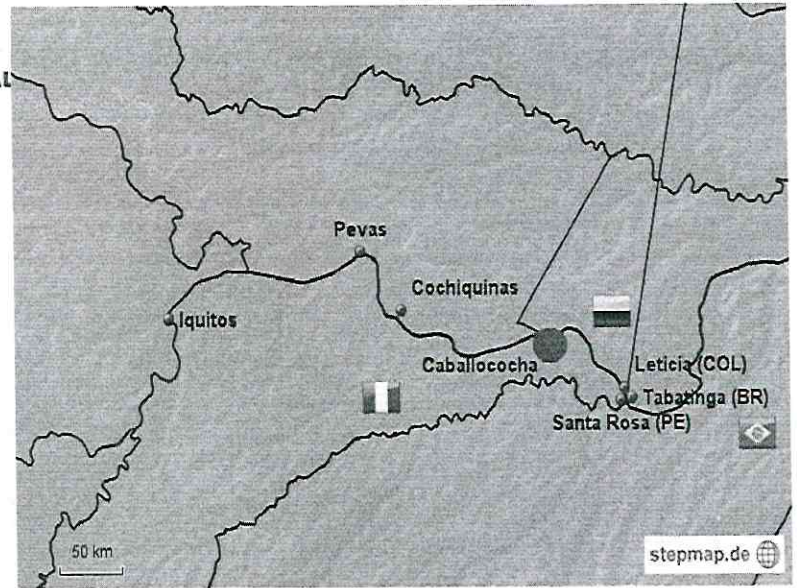 Pevas
Cochiquinas
Iquitos
Caballococha
Leticia (COL)
Tabatinga (BR)
Santa Rosa (PE)
50 km
stepmap.de